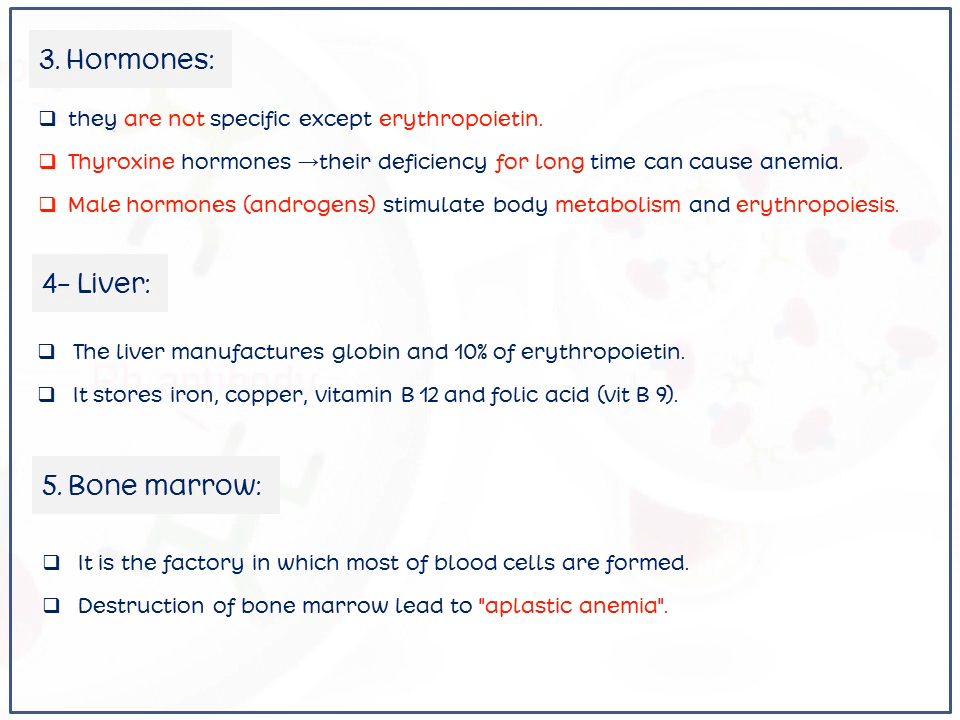 3. Hormones:
❑ they are not specific except erythropoietin.
❑ Thyroxine hormones →their deficiency for long time can cause anemia.
❑ Male hormones (androgens) stimulate body metabolism and erythropoiesis.
4- Liver:
❑ The liver manufactures globin and 10% of erythropoietin.
❑ It stores iron, copper, vitamin B 12 and folic acid (vit B 9).
5. Bone marrow:
❑ It is the factory in which most of blood cells are formed.
❑ Destruction of bone marrow lead to "aplastic anemia".